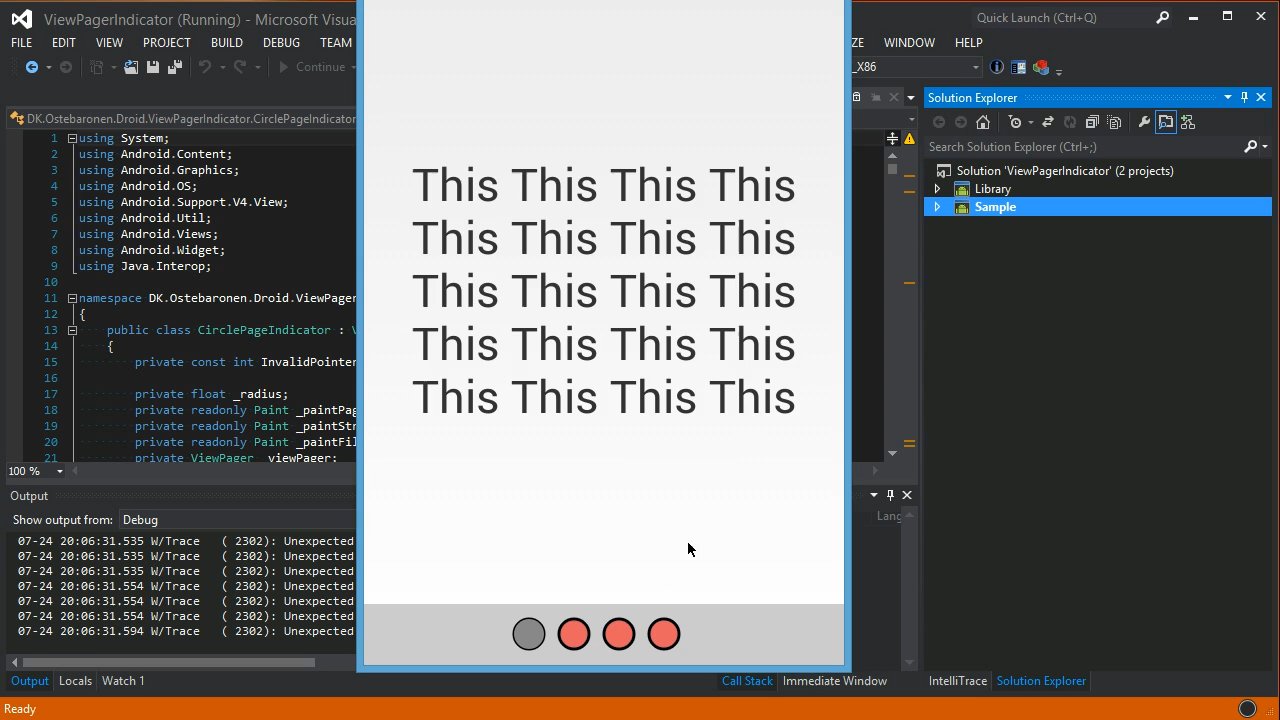 ViewPagerIndicator (Running) - Microsoft Visua
Quick Launch (Ctrl+Q)
FILE EDIT VIEW PROJECT BUILD DEBUG TEAM
ZE WINDOW HELP
Continue
_X86
DK.Ostebaronen.Droid.ViewPagerIndicator.CirclePageIndicator
1 using System;
2 using Android.Content;
3 using Android.Graphics;
4 using Android.OS;
5 using Android.Support.V4.View;
6 using Android.Util;
7 using Android.Views;
8 using Android.Widget;
9 using Java.Interop;
10
11 namespace DK.Ostebaronen.Droid.ViewPager
12 {
13 public class CirclePageIndicator : V
14 {
15 private const int InvalidPointer
16
17 private float _radius;
18 private readonly Paint _paintPag
19 private readonly Paint _paintStr
20 private readonly Paint _paintFil
21 private ViewPager _viewPager;
100 %
This This This This
This This This This
This This This This
This This This This
This This This This
Solution Explorer
Search Solution Explorer (Ctrl+;)
Solution 'ViewPagerIndicator' (2 projects)
Library
Sample
Output
Show output from: Debug
Lang
07-24 20:06:31.535 W/Trace ( 2302): Unexpected
07-24 20:06:31.535 W/Trace ( 2302): Unexpected
07-24 20:06:31.535 W/Trace ( 2302): Unexpected
07-24 20:06:31.554 W/Trace ( 2302): Unexpected
07-24 20:06:31.554 W/Trace ( 2302): Unexpected
07-24 20:06:31.554 W/Trace ( 2302): Unexpected
07-24 20:06:31.594 W/Trace ( 2302): Unexpected
Output Locals Watch 1
Call Stack Immediate Window
IntelliTrace Solution Explorer
Ready